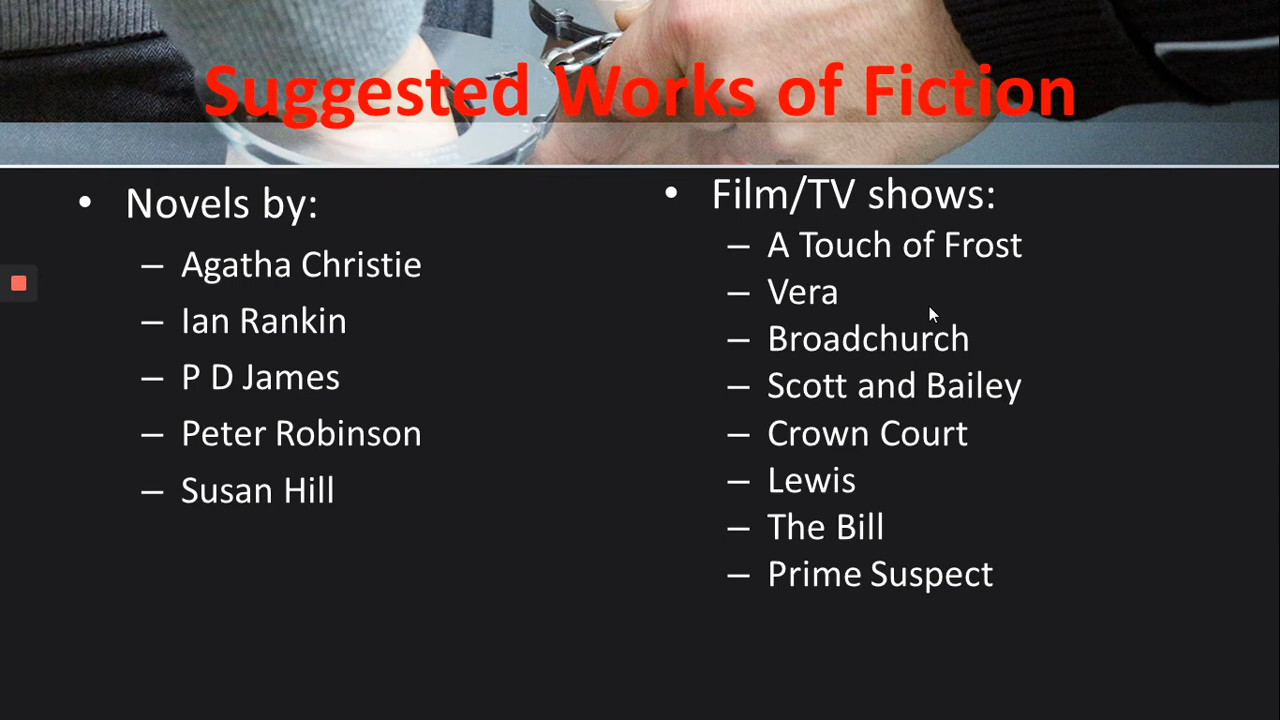 Suggested Works of Fiction
• Novels by:
– Agatha Christie
– Ian Rankin
– P D James
– Peter Robinson
– Susan Hill
• Film/TV shows:
– A Touch of Frost
– Vera
– Broadchurch
– Scott and Bailey
– Crown Court
– Lewis
– The Bill
– Prime Suspect